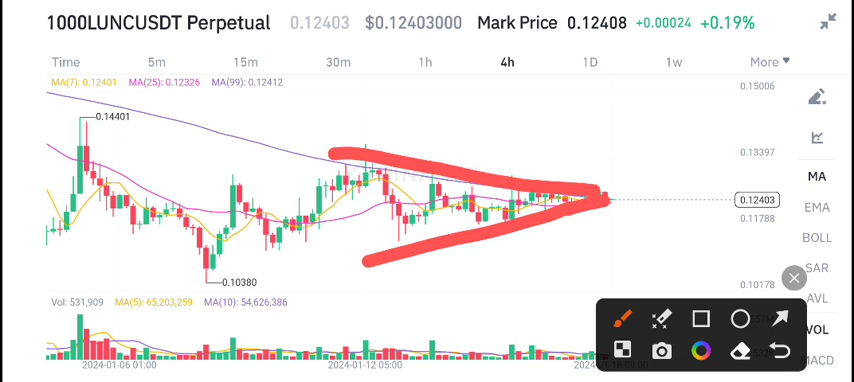 1000LUNCUSDT Perpetual 0.12403 $0.12403000 Mark Price 0.12408 +0.00024 +0.19%
Time 5m 15m 30m 1h 4h 1D 1w More
MA(7): 0.12401 MA(25): 0.12326 MA(99): 0.12412
0.15006
0.14401
0.13397
MA
0.12403
EMA
0.11788
BOLL
SAR
0.10380
0.10178
AVL
Vol: 531,909 MA(5): 65,203,259 MA(10): 54,626,386
VOL
MACD
2024-01-06 01:00 2024-01-12 05:00